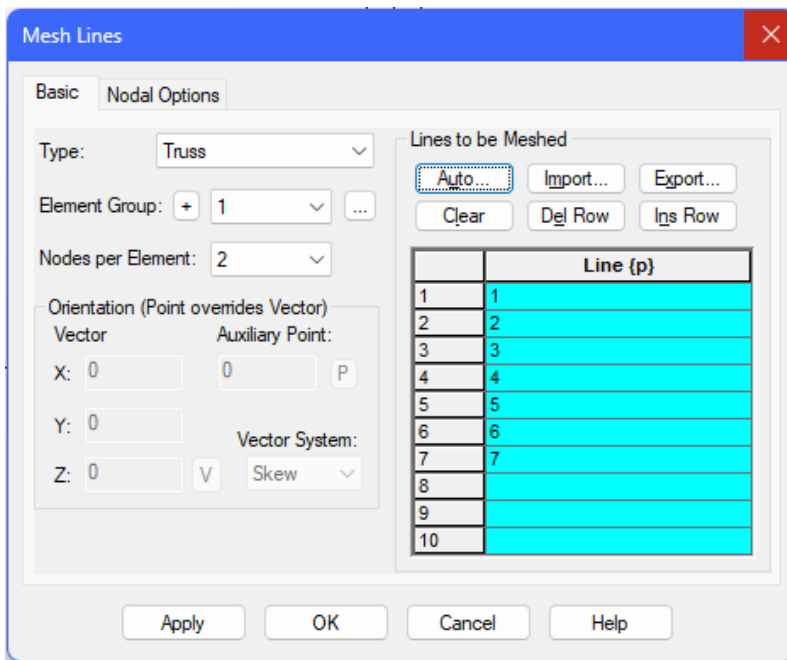 Mesh Lines
Basic
Nodal Options
Type:
Truss
Element Group:
+
1
...
Nodes per Element:
2
Orientation (Point overrides Vector)
Vector
Auxiliary Point:
X:
0
0
P
Y:
0
Vector System:
Z:
0
V
Skew
Lines to be Meshed
Auto...
Import...
Export...
Clear
Del Row
Ins Row
Line {p}
1
1
2
2
3
3
4
4
5
5
6
6
7
7
8
9
10
Apply
OK
Cancel
Help